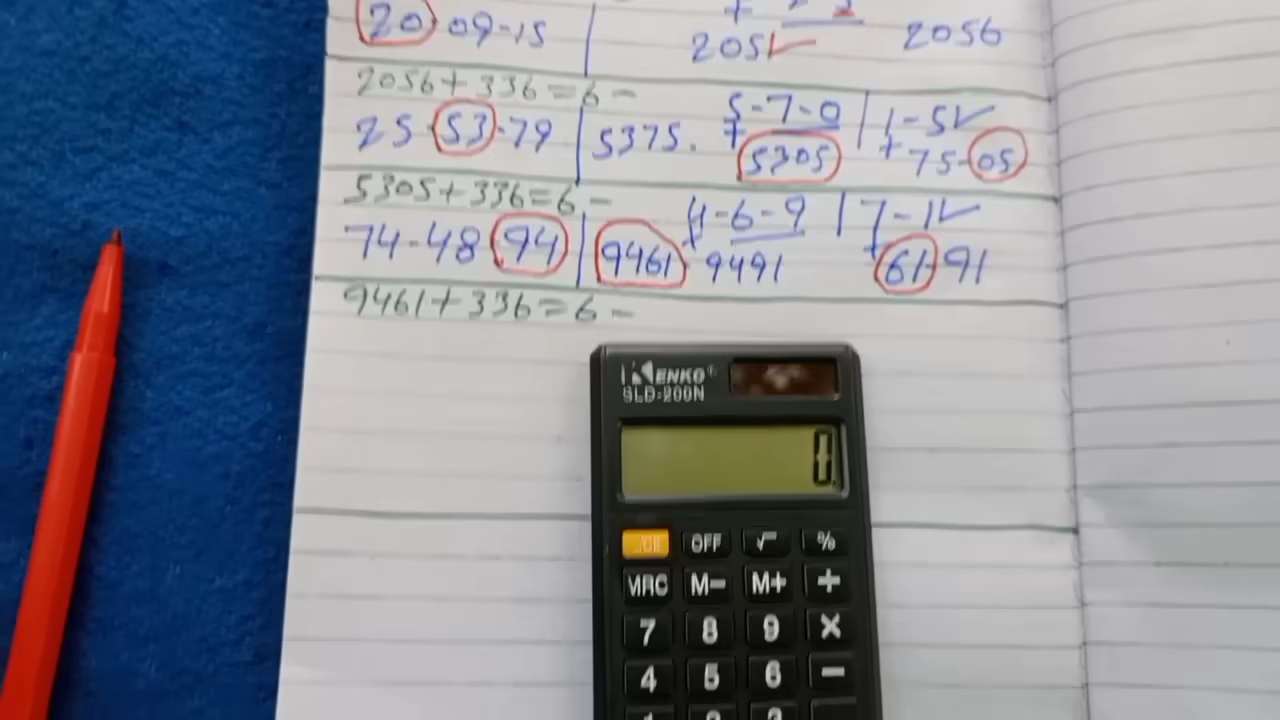 20 09-15 | + 2051✓ 2056
2056+336=6-
25-53-79 | 5375. 5-7-0 | 1-5✓
+ 5305 + 75-05
5305+336=6-
74-48 94 | 9461 4-6-9 | 7-1✓
+ 9491 + 61-91
9461+336=6-
KENKO
SLD-200N
0.
OFF √ %
MRC M- M+ +
7 8 9 ×
4 5 6 -